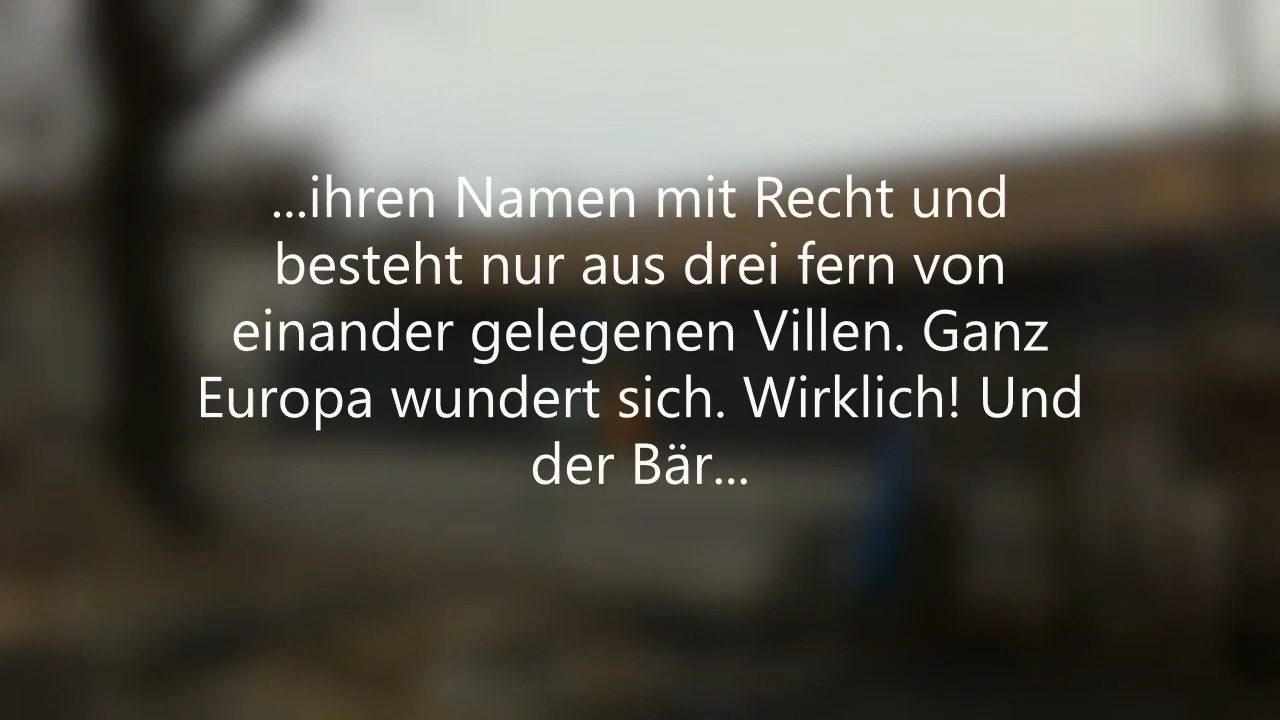 ...ihren Namen mit Recht und
besteht nur aus drei fern von
einander gelegenen Villen. Ganz
Europa wundert sich. Wirklich! Und
der Bär...